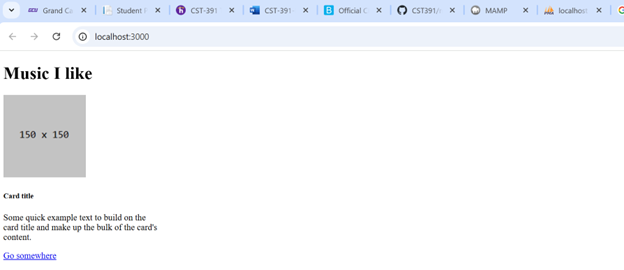 Grand Ca
Student
CST-391
CST-391
Official C
CST391/
MAMP
localhost
localhost:3000
Music I like
150 x 150
Card title
Some quick example text to build on the
card title and make up the bulk of the card's
content.
Go somewhere